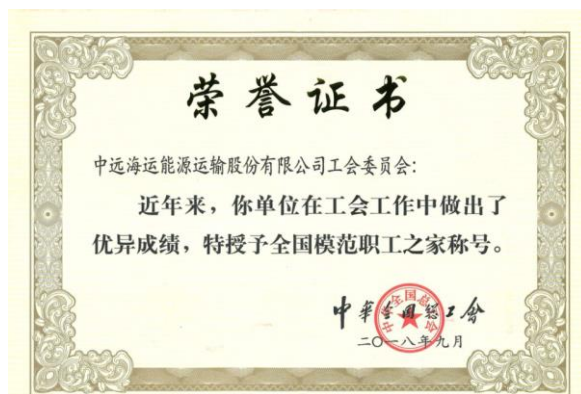 荣誉证书
中远海运能源运输股份有限公司工会委员会：
近年来，你单位在工会工作中做出了
优异成绩，特授予全国模范职工之家称号。
中华全国总工会
二〇一八年九月